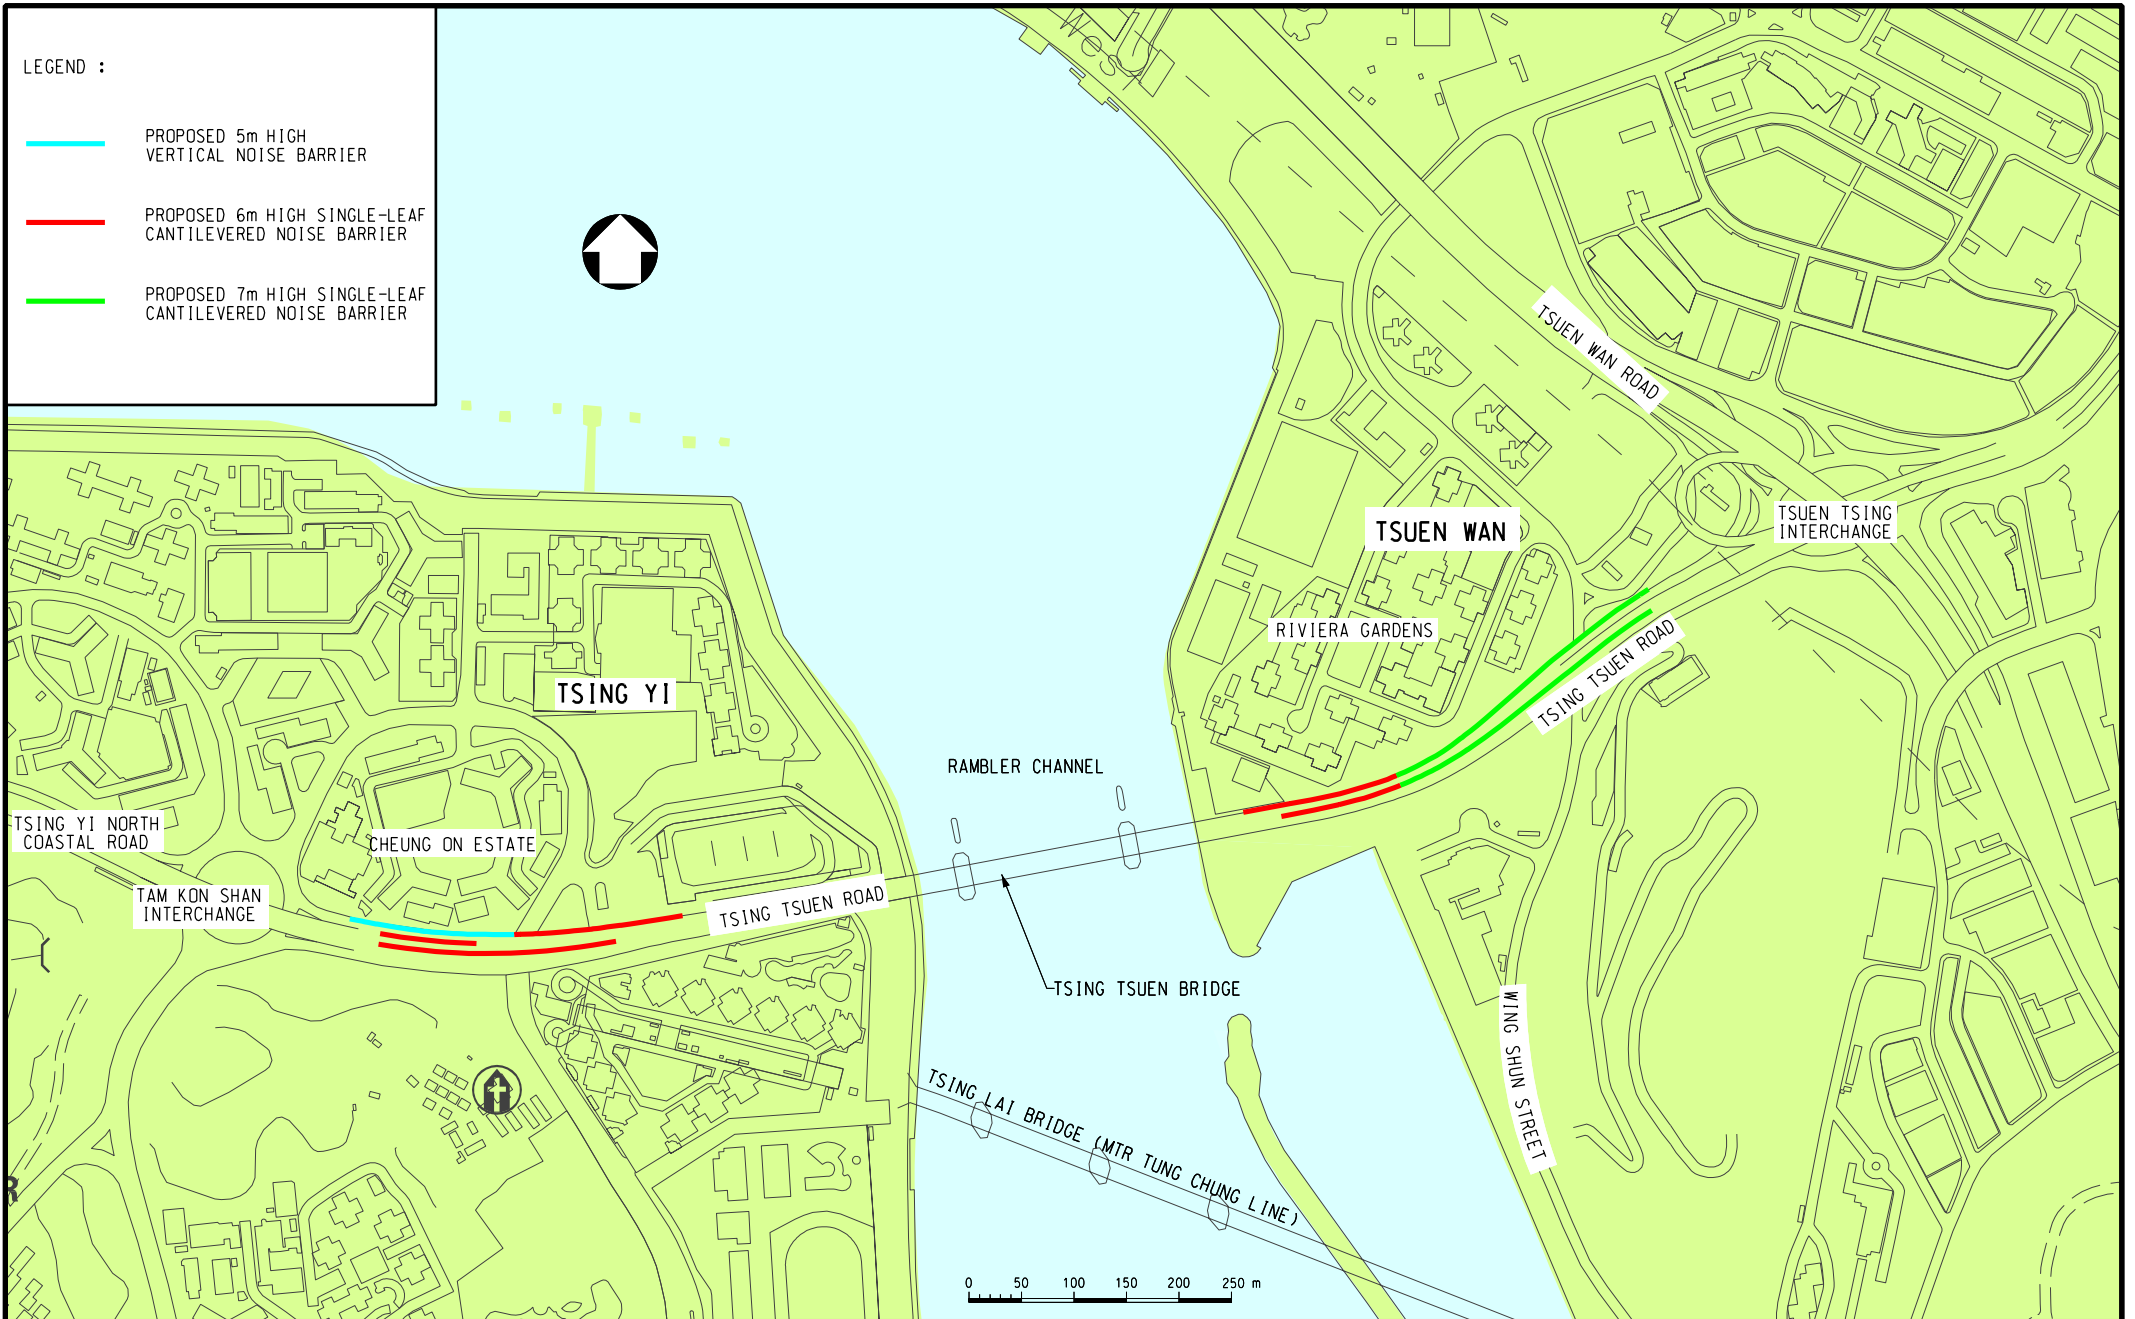 LEGEND :
PROPOSED 5m HIGH
VERTICAL NOISE BARRIER
PROPOSED 6m HIGH SINGLE-LEAF
CANTILEVERED NOISE BARRIER
PROPOSED 7m HIGH SINGLE-LEAF
CANTILEVERED NOISE BARRIER
MCS
TSUEN WAN ROAD
TSUEN TSING
INTERCHANGE
TSUEN WAN
RIVIERA GARDENS
TSING TSUEN ROAD
TSING YI
RAMBLER CHANNEL
TSING YI NORTH
COASTAL ROAD
CHEUNG ON ESTATE
TAM KON SHAN
INTERCHANGE
TSING TSUEN ROAD
TSING TSUEN BRIDGE
WING SHUN STREET
TSING LAI BRIDGE (MTR TUNG CHUNG LINE)
R
0 50 100 150 200 250 m